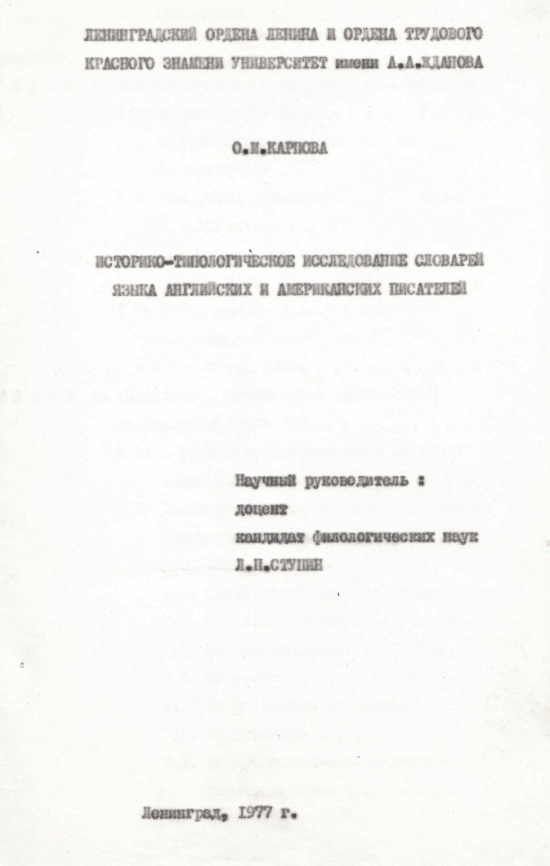 ЛЕНИНГРАДСКИЙ ОРДЕНА ЛЕНИНА И ОРДЕНА ТРУДОВОГО
КРАСНОГО ЗНАМЕНИ УНИВЕРСИТЕТ имени А.А.ЖДАНОВА
О.М.КАРПОВА
ИСТОРИКО-ТИПОЛОГИЧЕСКОЕ ИССЛЕДОВАНИЕ СЛОВАРЕЙ
ЯЗЫКА АНГЛИЙСКИХ И АМЕРИКАНСКИХ ПИСАТЕЛЕЙ
Научный руководитель :
доцент
кандидат филологических наук
Л.П.СТУПИН
Ленинград, 1977 г.